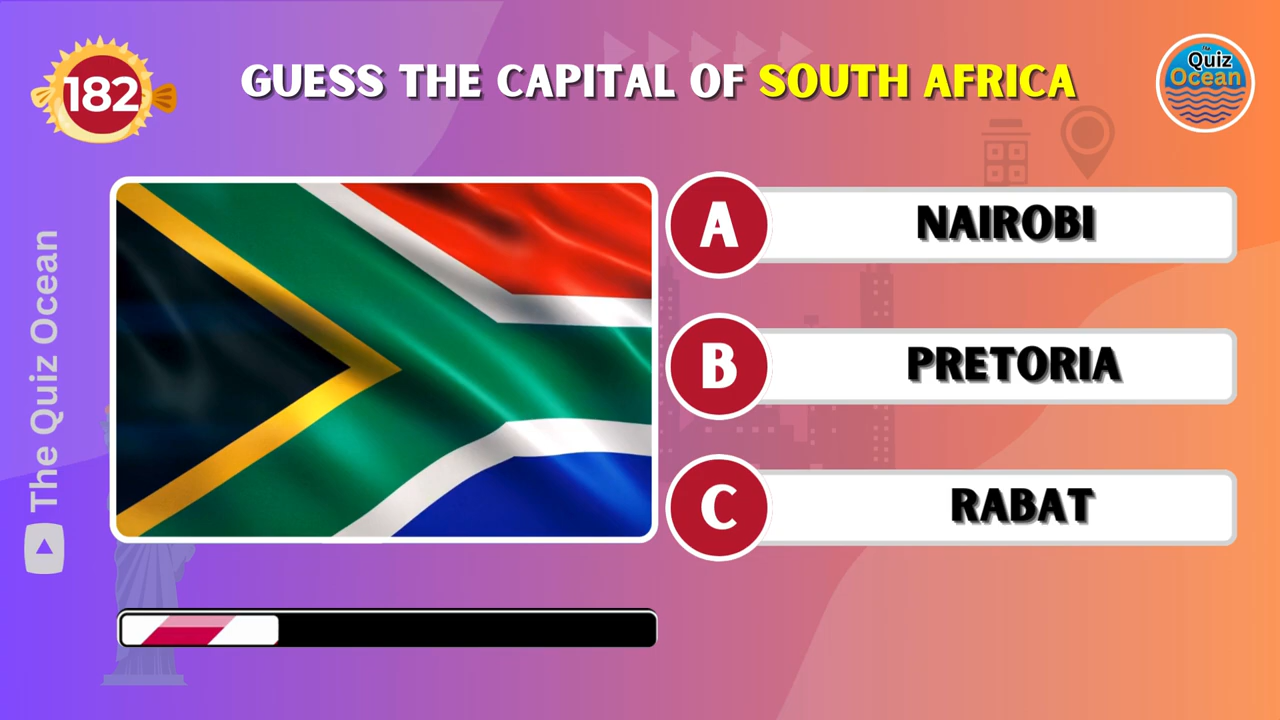 182
GUESS THE CAPITAL OF SOUTH AFRICA
The
Quiz
Ocean
A
NAIROBI
B
PRETORIA
C
RABAT
The Quiz Ocean